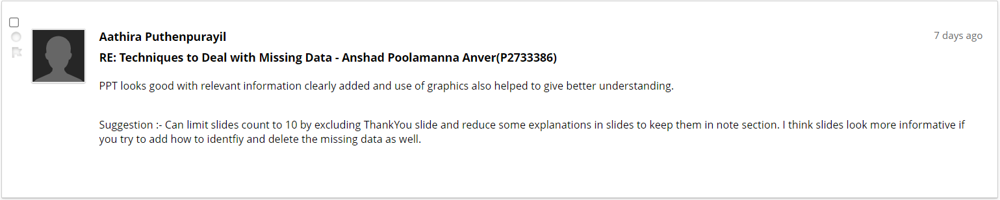 Aathira Puthenpurayil
7 days ago
RE: Techniques to Deal with Missing Data - Anshad Poolamanna Anver(P2733386)
PPT looks good with relevant information clearly added and use of graphics also helped to give better understanding.
Suggestion :- Can limit slides count to 10 by excluding ThankYou slide and reduce some explanations in slides to keep them in note section. I think slides look more informative if
you try to add how to identfiy and delete the missing data as well.